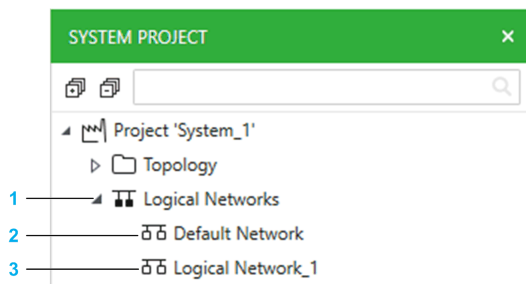 SYSTEM PROJECT
Project 'System_1'
Topology
1 Logical Networks
2 Default Network
3 Logical Network_1